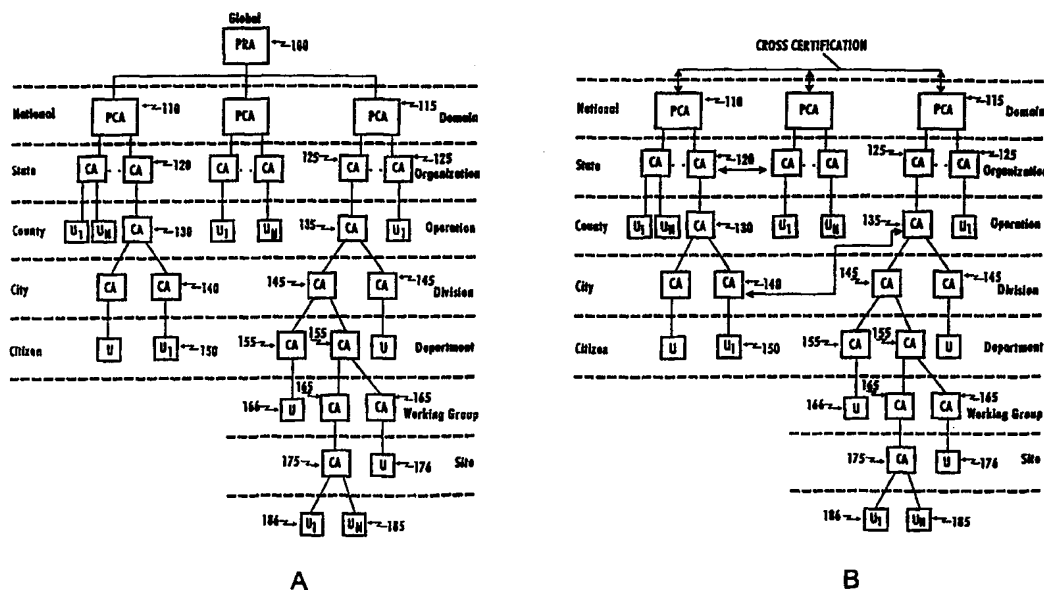 Global
PRA 100
National PCA 110 PCA PCA 115 Domain
State CA CA 120 CA CA 125 CA CA 125 Organization
County U1 UN CA 130 U1 UN 135 CA U1 Operation
City CA CA 140 145 CA CA 145 Division
Citizen U U1 150 155 CA 155 CA U Department
166 U 165 CA CA 165 Working Group
175 CA U 176 Site
186 U1 UN 185
A
CROSS CERTIFICATION
National PCA 110 PCA PCA 115 Domain
State CA CA 120 CA CA 125 CA CA 125 Organization
County U1 UN CA 130 U1 UN 135 CA U1 Operation
City CA CA 140 145 CA CA 145 Division
Citizen U U1 150 155 CA 155 CA U Department
166 U 165 CA CA 165 Working Group
175 CA U 176 Site
186 U1 UN 185
B